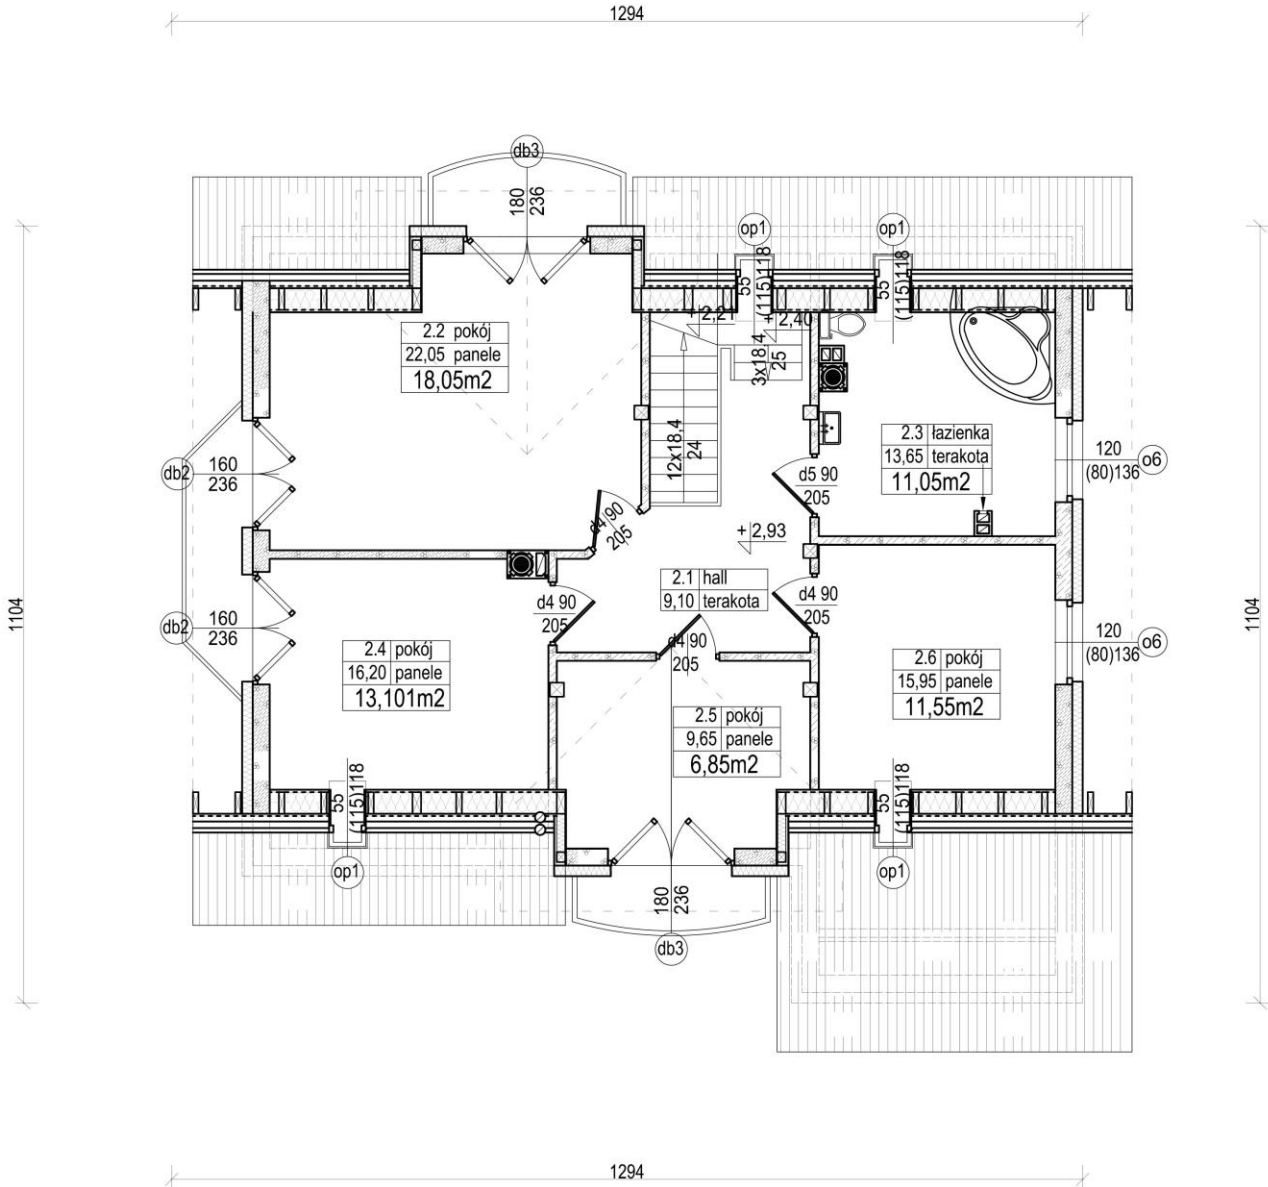 1294
db3
180
236
op1
op1
55
(115)118
55
(115)118
+ 2,21
+ 2,40
2.2 pokój
22,05 panele
18,05m2
3x18,4
25
12x18,4
24
2.3 łazienka
13,65 terakota
11,05m2
db2
160
236
120
(80)136
o6
d5 90
205
d4 90
205
+ 2,93
2.1 hall
9,10 terakota
d4 90
205
d4 90
205
1104
1104
db2
160
236
120
(80)136
o6
d4 90
205
2.4 pokój
16,20 panele
13,101m2
2.6 pokój
15,95 panele
11,55m2
2.5 pokój
9,65 panele
6,85m2
55
(115)118
55
(115)118
op1
op1
180
236
db3
1294